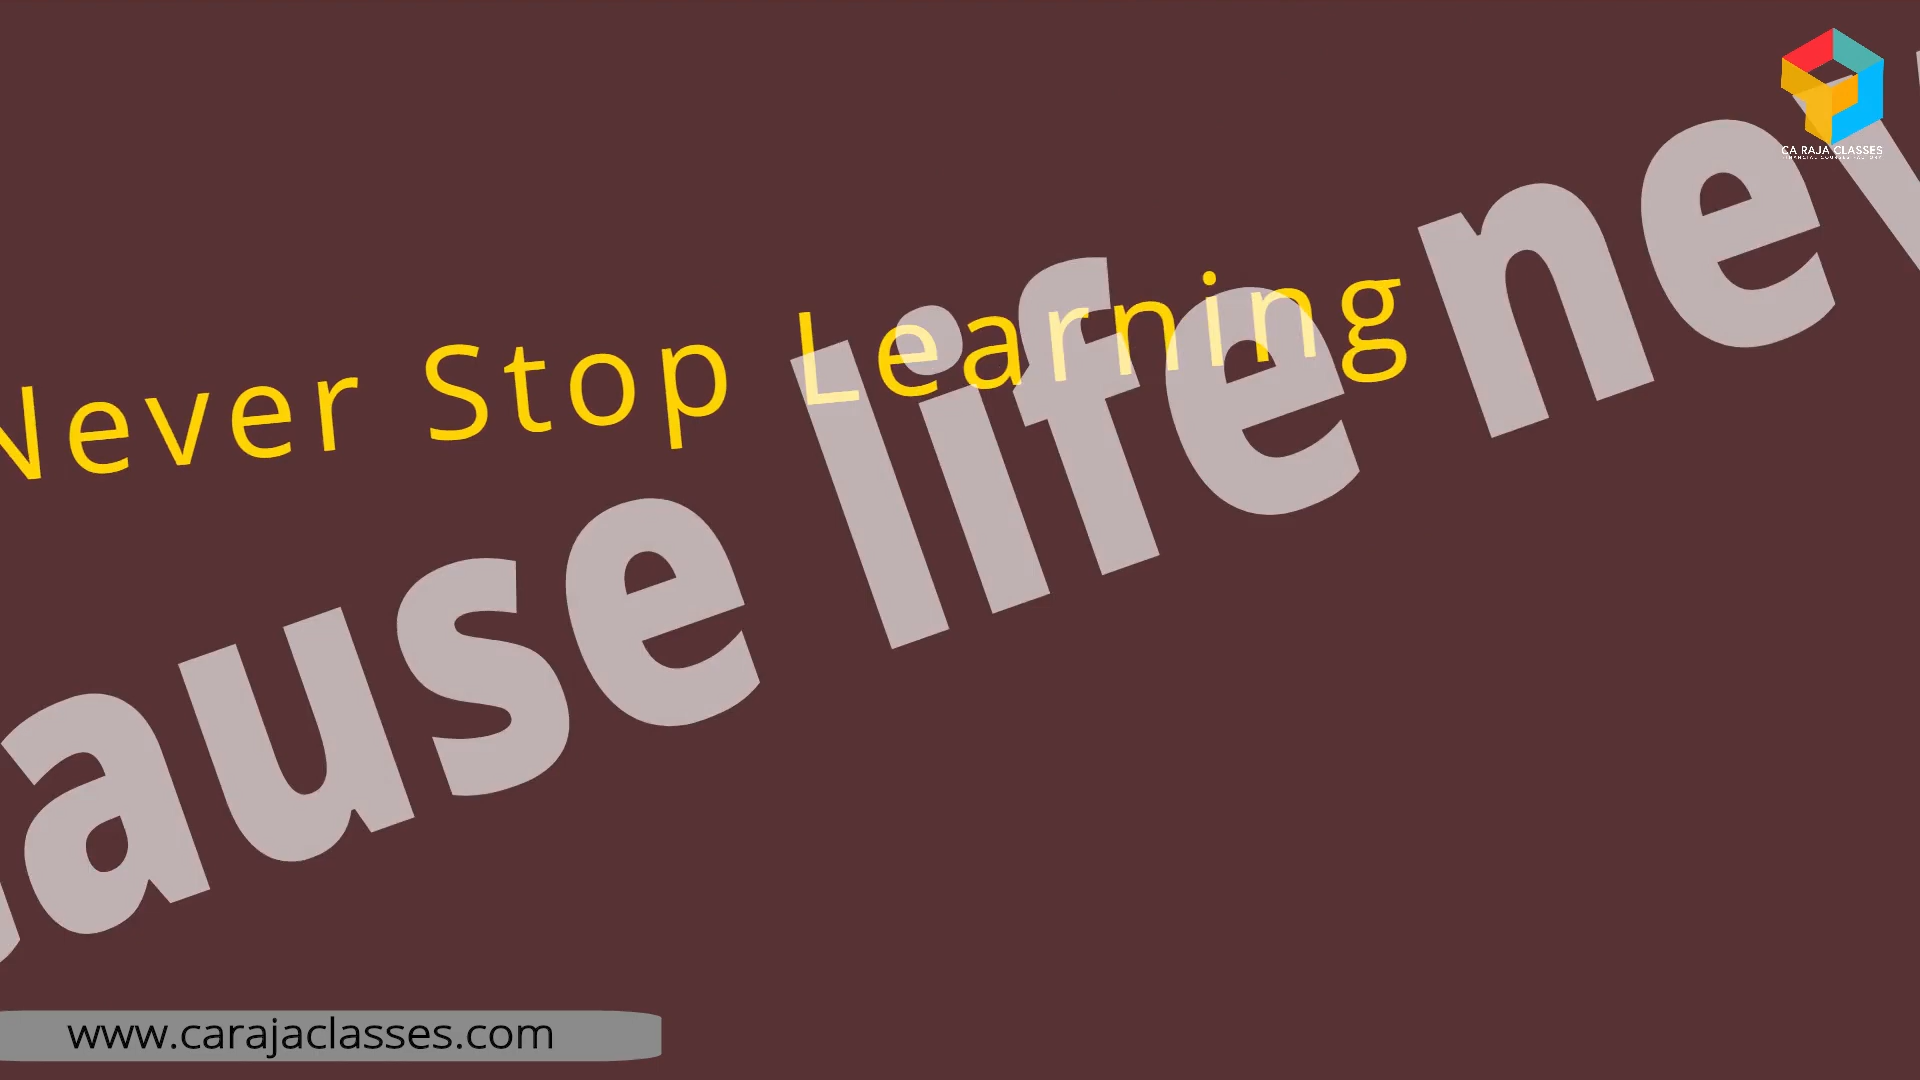 CA RAJA CLASSES
Never Stop Learning
ause life ne
www.carajaclasses.com